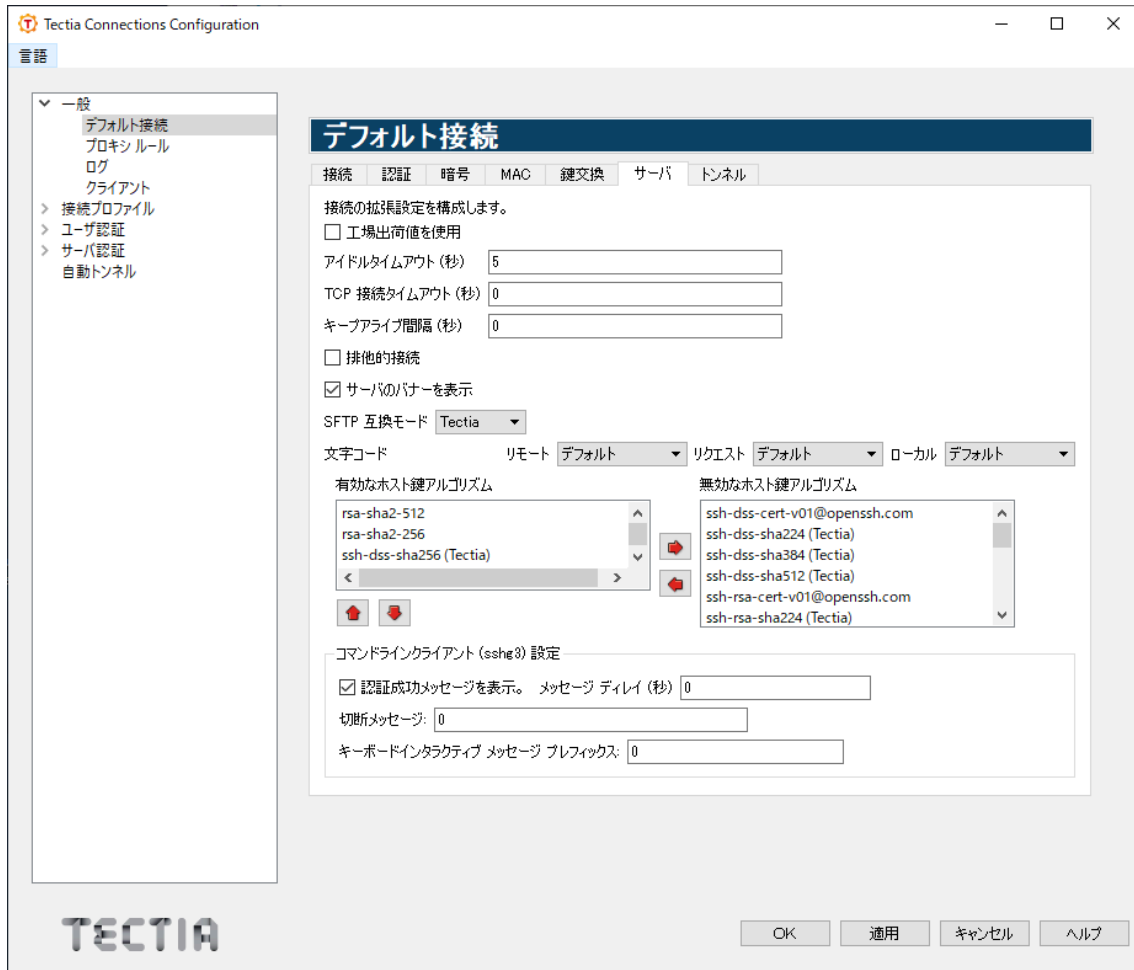 Tectia Connections Configuration
言語
一般
デフォルト接続
プロキシ ルール
ログ
クライアント
接続プロファイル
ユーザ認証
サーバ認証
自動トンネル
デフォルト接続
接続 認証 暗号 MAC 鍵交換 サーバ トンネル
接続の拡張設定を構成します。
工場出荷値を使用
アイドルタイムアウト (秒) 5
TCP 接続タイムアウト (秒) 0
キープアライブ間隔 (秒) 0
排他的接続
サーバのバナーを表示
SFTP 互換モード Tectia
文字コード リモート デフォルト リクエスト デフォルト ローカル デフォルト
有効なホスト鍵アルゴリズム
rsa-sha2-512
rsa-sha2-256
ssh-dss-sha256 (Tectia)
無効なホスト鍵アルゴリズム
ssh-dss-cert-v01@openssh.com
ssh-dss-sha224 (Tectia)
ssh-dss-sha384 (Tectia)
ssh-dss-sha512 (Tectia)
ssh-rsa-cert-v01@openssh.com
ssh-rsa-sha224 (Tectia)
コマンドラインクライアント (sshg3) 設定
認証成功メッセージを表示。 メッセージ ディレイ (秒) 0
切断メッセージ: 0
キーボードインタラクティブ メッセージ プレフィックス: 0
TECTIA
OK 適用 キャンセル ヘルプ